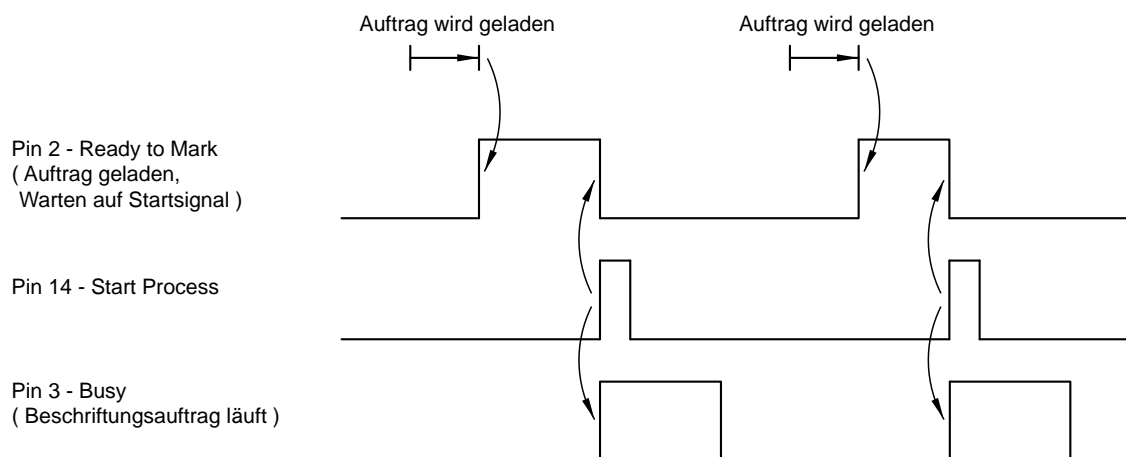 Auftrag wird geladen
Auftrag wird geladen
Pin 2 - Ready to Mark
( Auftrag geladen,
Warten auf Startsignal )
Pin 14 - Start Process
Pin 3 - Busy
( Beschriftungsauftrag läuft )